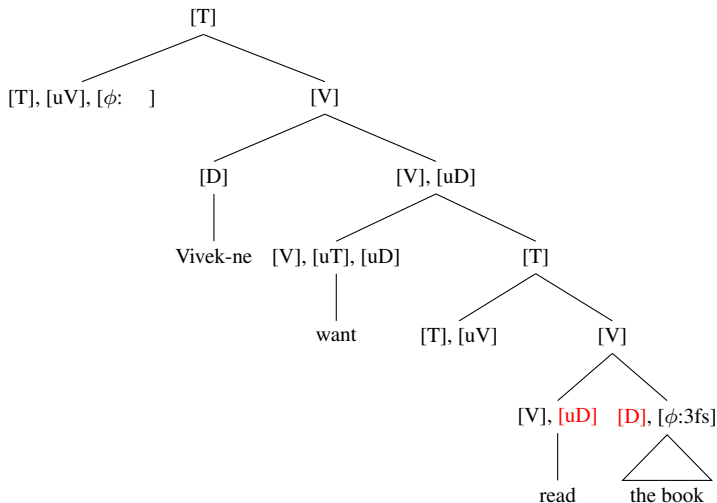 [T]
[T], [uV], [ϕ: ]
[V]
[D]
[V], [uD]
Vivek-ne
[V], [uT], [uD]
[T]
want
[T], [uV]
[V]
[V], [uD]
[D], [ϕ:3fs]
read
the book